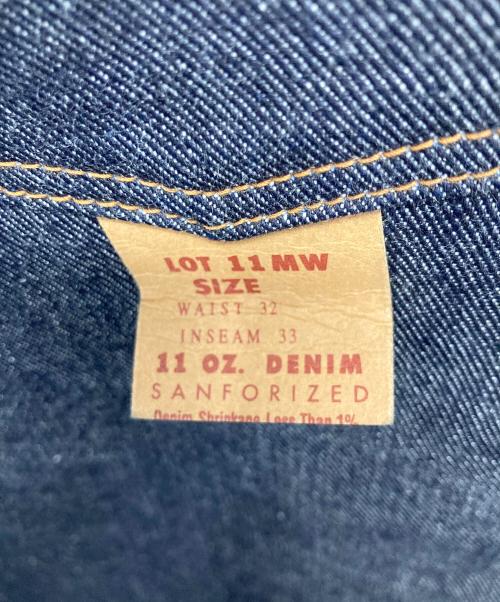 LOT 11MW
SIZE
WAIST 32
INSEAM 33
11 OZ. DENIM
SANFORIZED
Denim Shrinkage Less Than 1%